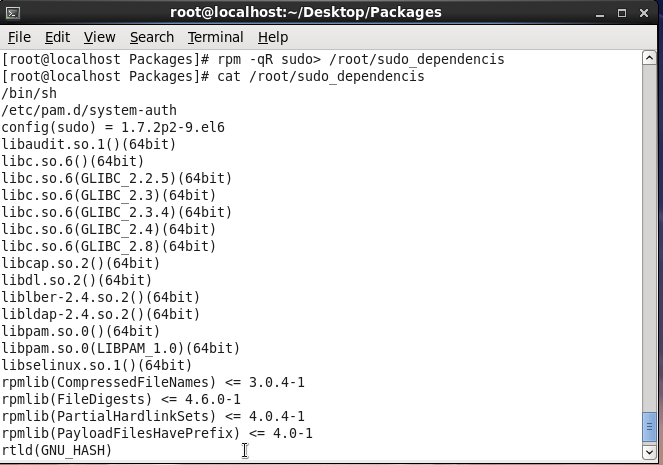 root@localhost:~/Desktop/Packages
File Edit View Search Terminal Help
[root@localhost Packages]# rpm -qR sudo> /root/sudo_dependencis
[root@localhost Packages]# cat /root/sudo_dependencis
/bin/sh
/etc/pam.d/system-auth
config(sudo) = 1.7.2p2-9.el6
libaudit.so.1()(64bit)
libc.so.6()(64bit)
libc.so.6(GLIBC_2.2.5)(64bit)
libc.so.6(GLIBC_2.3)(64bit)
libc.so.6(GLIBC_2.3.4)(64bit)
libc.so.6(GLIBC_2.4)(64bit)
libc.so.6(GLIBC_2.8)(64bit)
libcap.so.2()(64bit)
libdl.so.2()(64bit)
liblber-2.4.so.2()(64bit)
libldap-2.4.so.2()(64bit)
libpam.so.0()(64bit)
libpam.so.0(LIBPAM_1.0)(64bit)
libselinux.so.1()(64bit)
rpmlib(CompressedFileNames) <= 3.0.4-1
rpmlib(FileDigests) <= 4.6.0-1
rpmlib(PartialHardlinkSets) <= 4.0.4-1
rpmlib(PayloadFilesHavePrefix) <= 4.0-1
rtld(GNU_HASH)